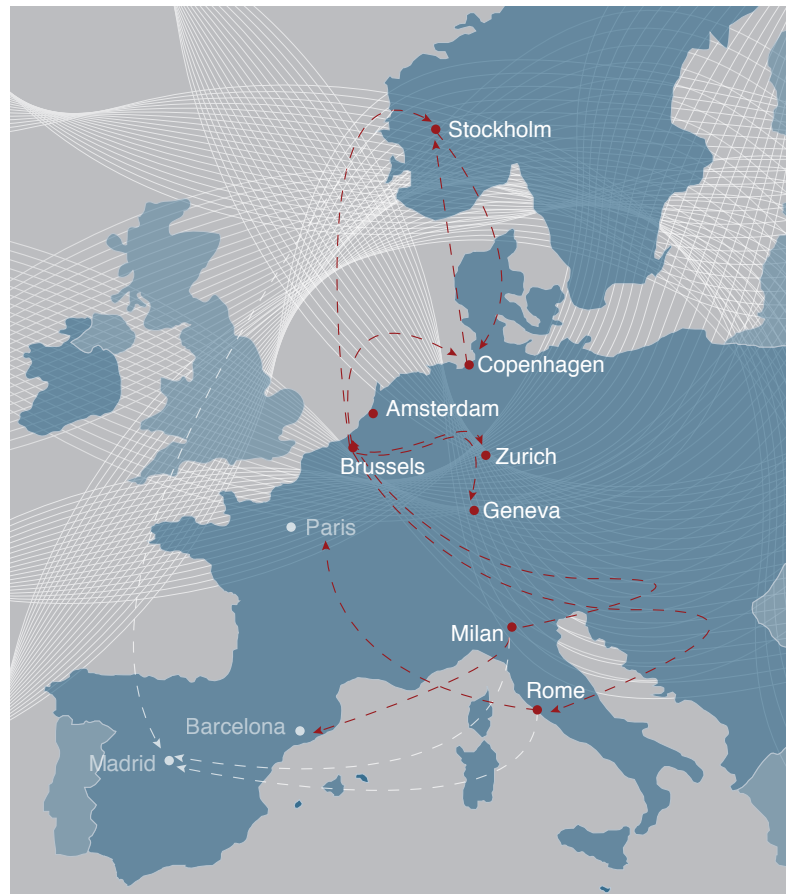 Stockholm
Copenhagen
Amsterdam
Brussels
Zurich
Geneva
Paris
Milan
Rome
Barcelona
Madrid